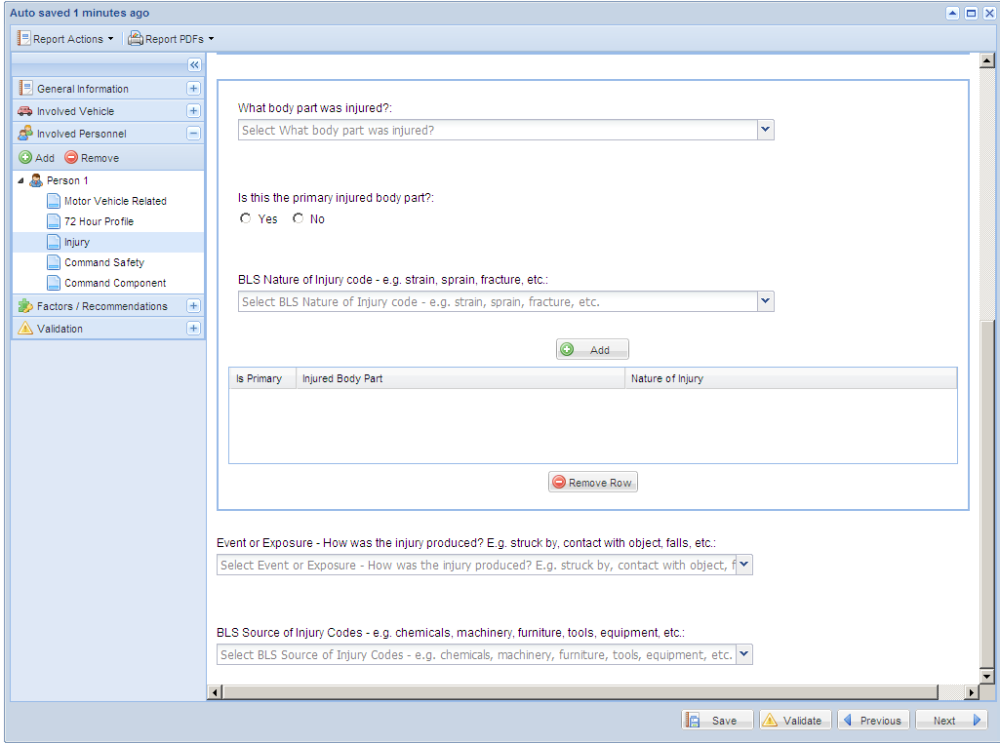 Auto saved 1 minutes ago
Report Actions Report PDFs
General Information
Involved Vehicle
Involved Personnel
Add Remove
Person 1
Motor Vehicle Related
72 Hour Profile
Injury
Command Safety
Command Component
Factors / Recommendations
Validation
What body part was injured?:
Select What body part was injured?
Is this the primary injured body part?:
Yes No
BLS Nature of Injury code - e.g. strain, sprain, fracture, etc.:
Select BLS Nature of Injury code - e.g. strain, sprain, fracture, etc.
Add
Is Primary Injured Body Part Nature of Injury
Remove Row
Event or Exposure - How was the injury produced? E.g. struck by, contact with object, falls, etc.:
Select Event or Exposure - How was the injury produced? E.g. struck by, contact with object, f
BLS Source of Injury Codes - e.g. chemicals, machinery, furniture, tools, equipment, etc.:
Select BLS Source of Injury Codes - e.g. chemicals, machinery, furniture, tools, equipment, etc.
Save Validate Previous Next